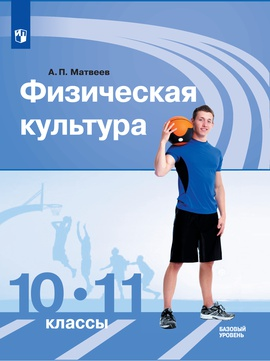 А. П. Матвеев
Физическая
культура
10•11
классы
БАЗОВЫЙ
УРОВЕНЬ